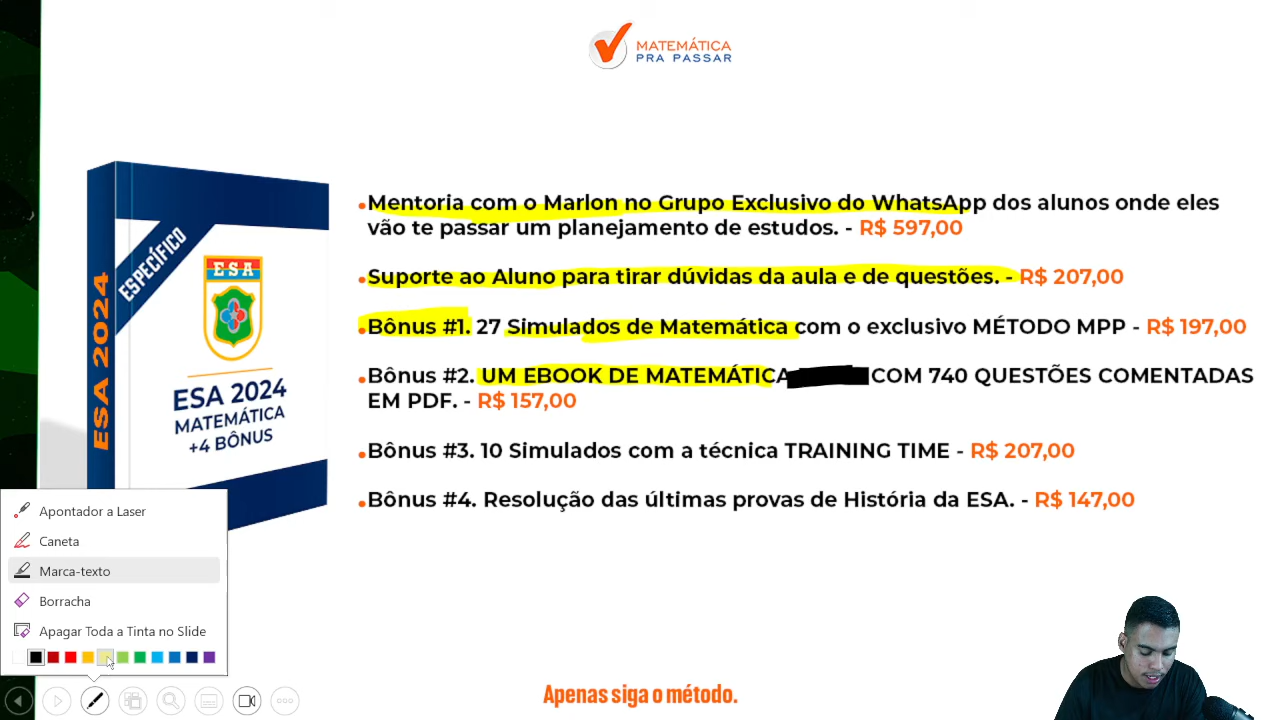 MATEMÁTICA
PRA PASSAR
•Mentoria com o Marlon no Grupo Exclusivo do WhatsApp dos alunos onde eles
vão te passar um planejamento de estudos. - R$ 597,00
•Suporte ao Aluno para tirar dúvidas da aula e de questões. - R$ 207,00
•Bônus #1. 27 Simulados de Matemática com o exclusivo MÉTODO MPP - R$ 197,00
•Bônus #2. UM EBOOK DE MATEMÁTICA COM 740 QUESTÕES COMENTADAS
EM PDF. - R$ 157,00
•Bônus #3. 10 Simulados com a técnica TRAINING TIME - R$ 207,00
•Bônus #4. Resolução das últimas provas de História da ESA. - R$ 147,00
ESPECÍFICO
ESA
ESA 2024
ESA 2024
MATEMÁTICA
+4 BÔNUS
Apontador a Laser
Caneta
Marca-texto
Borracha
Apagar Toda a Tinta no Slide
Apenas siga o método.